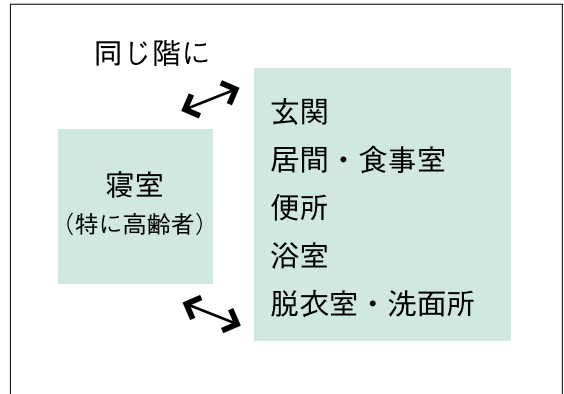 同じ階に
寝室
（特に高齢者）
玄関
居間・食事室
便所
浴室
脱衣室・洗面所